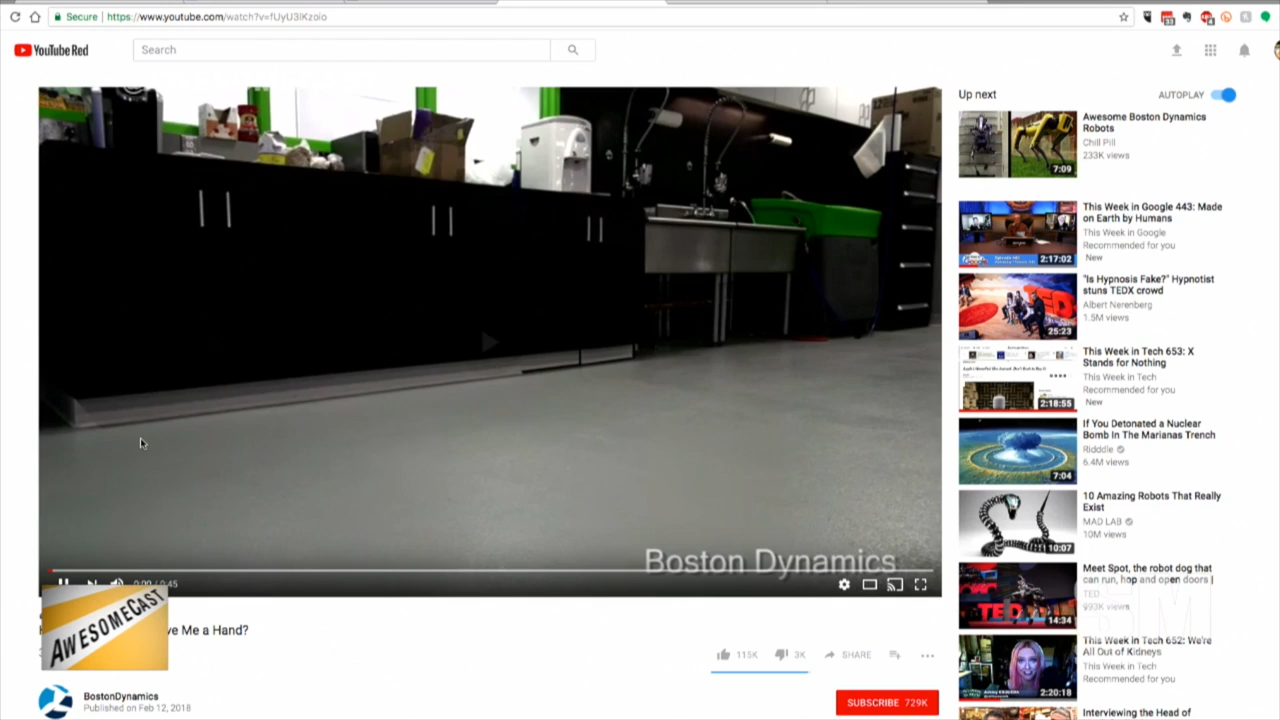 Secure https://www.youtube.com/watch?v=fUyU3lKzoio
YouTube Red
Search
Up next
AUTOPLAY
Awesome Boston Dynamics
Robots
Chill Pill
233K views
7:09
This Week in Google 443: Made
on Earth by Humans
This Week in Google
Recommended for you
New
2:17:02
"Is Hypnosis Fake?" Hypnotist
stuns TEDX crowd
Albert Nerenberg
1.5M views
25:23
This Week in Tech 653: X
Stands for Nothing
This Week in Tech
Recommended for you
New
2:18:55
If You Detonated a Nuclear
Bomb In The Marianas Trench
Ridddle
6.4M views
7:04
10 Amazing Robots That Really
Exist
MAD LAB
10M views
10:07
Meet Spot, the robot dog that
can run, hop and open doors |
TED
993K views
TED
14:34
This Week in Tech 652: We're
All Out of Kidneys
This Week in Tech
Recommended for you
2:20:18
Interviewing the Head of
Boston Dynamics
0:00 / 0:45
AWESOMECAST
ve Me a Hand?
115K
3K
SHARE
BostonDynamics
Published on Feb 12, 2018
SUBSCRIBE 729K